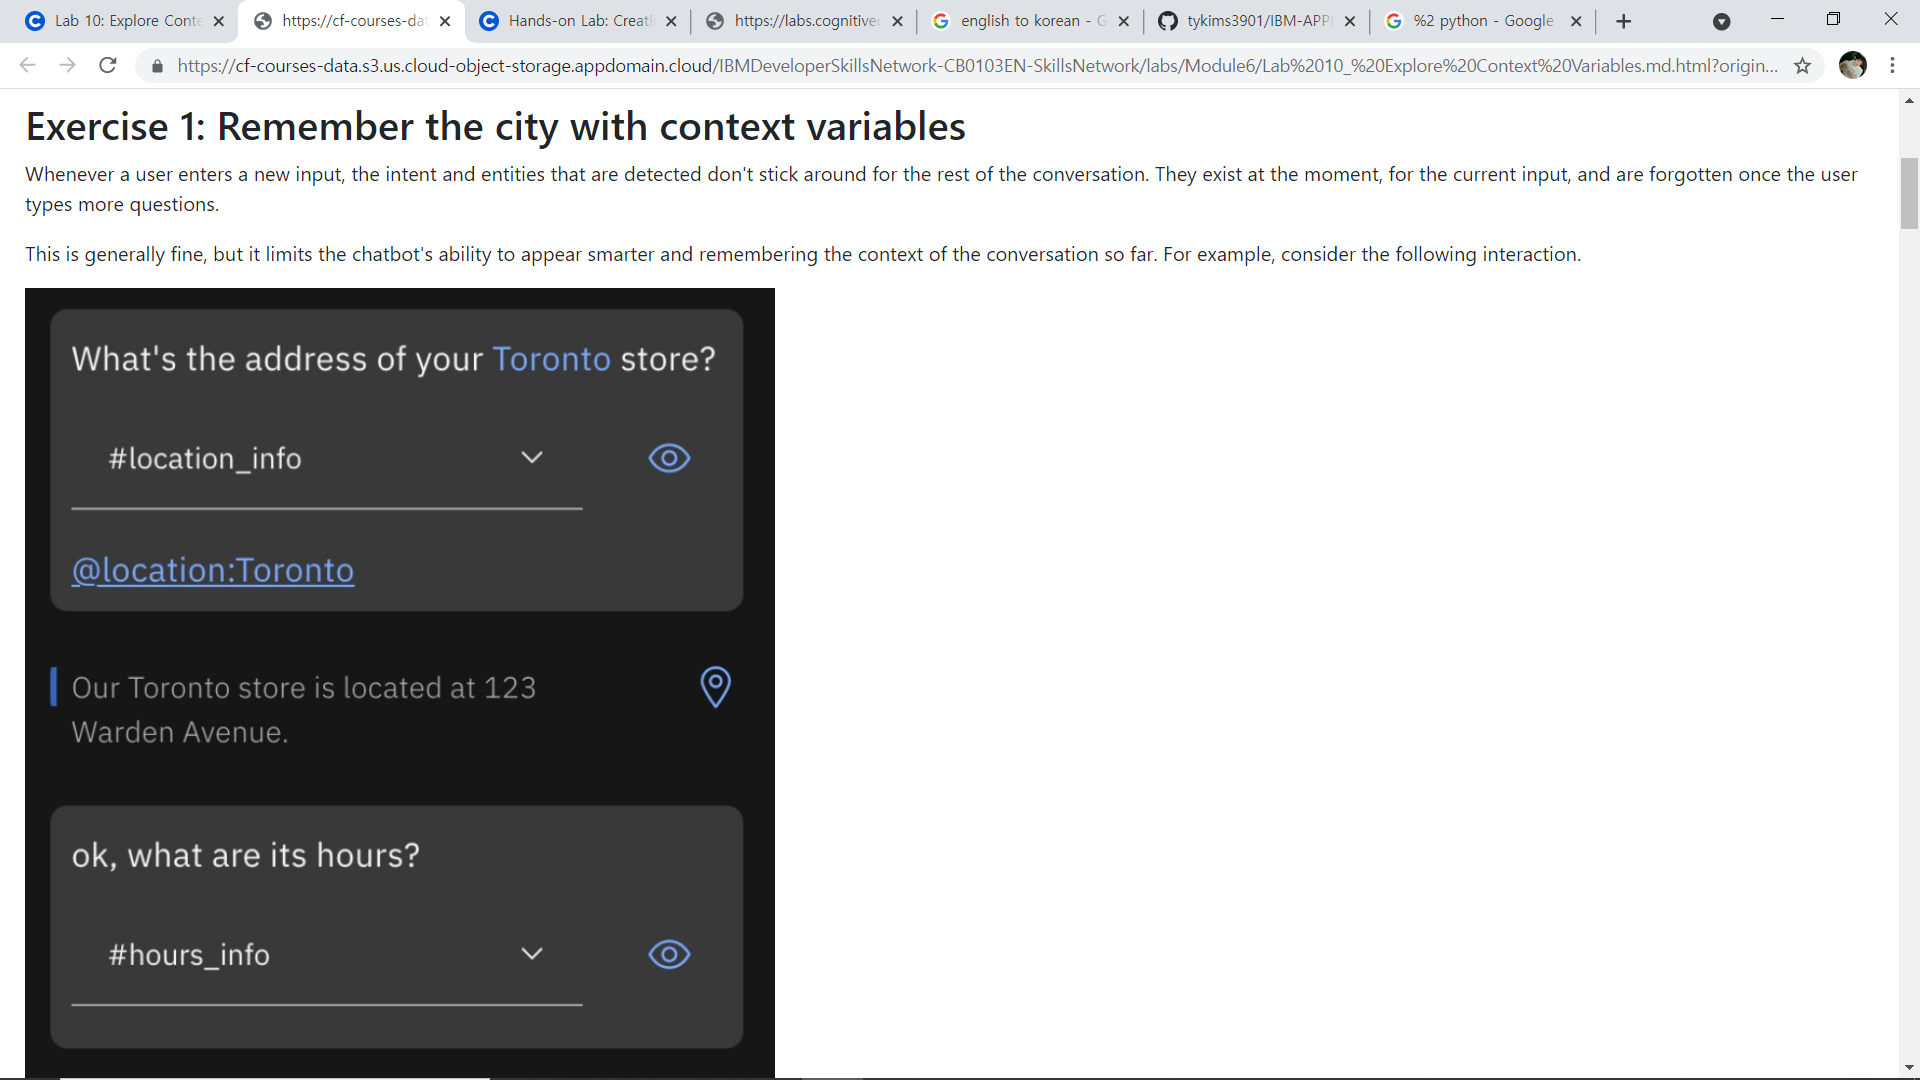 Lab 10: Explore Conte
https://cf-courses-dat
Hands-on Lab: Creati
https://labs.cognitivec
english to korean - G
tykims3901/IBM-APPL
%2 python - Google
https://cf-courses-data.s3.us.cloud-object-storage.appdomain.cloud/IBMDeveloperSkillsNetwork-CB0103EN-SkillsNetwork/labs/Module6/Lab%2010_%20Explore%20Context%20Variables.md.html?origin...
Exercise 1: Remember the city with context variables
Whenever a user enters a new input, the intent and entities that are detected don't stick around for the rest of the conversation. They exist at the moment, for the current input, and are forgotten once the user
types more questions.
This is generally fine, but it limits the chatbot's ability to appear smarter and remembering the context of the conversation so far. For example, consider the following interaction.
What's the address of your Toronto store?
#location_info
@location:Toronto
Our Toronto store is located at 123
Warden Avenue.
ok, what are its hours?
#hours_info